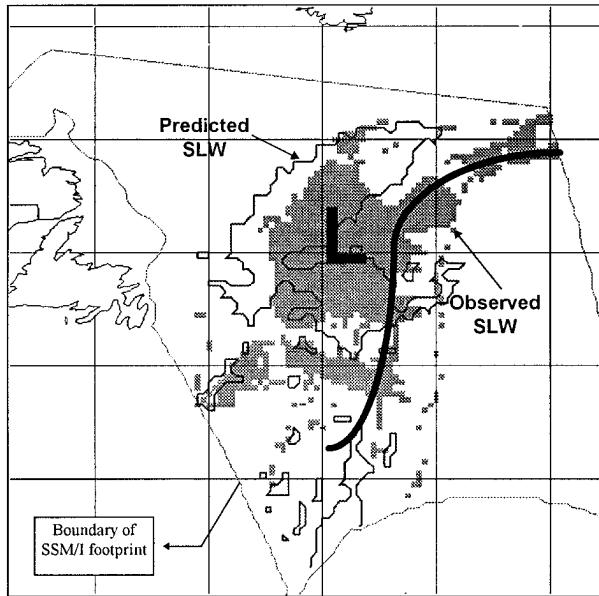 Predicted
SLW
L
Observed
SLW
Boundary of
SSM/I footprint